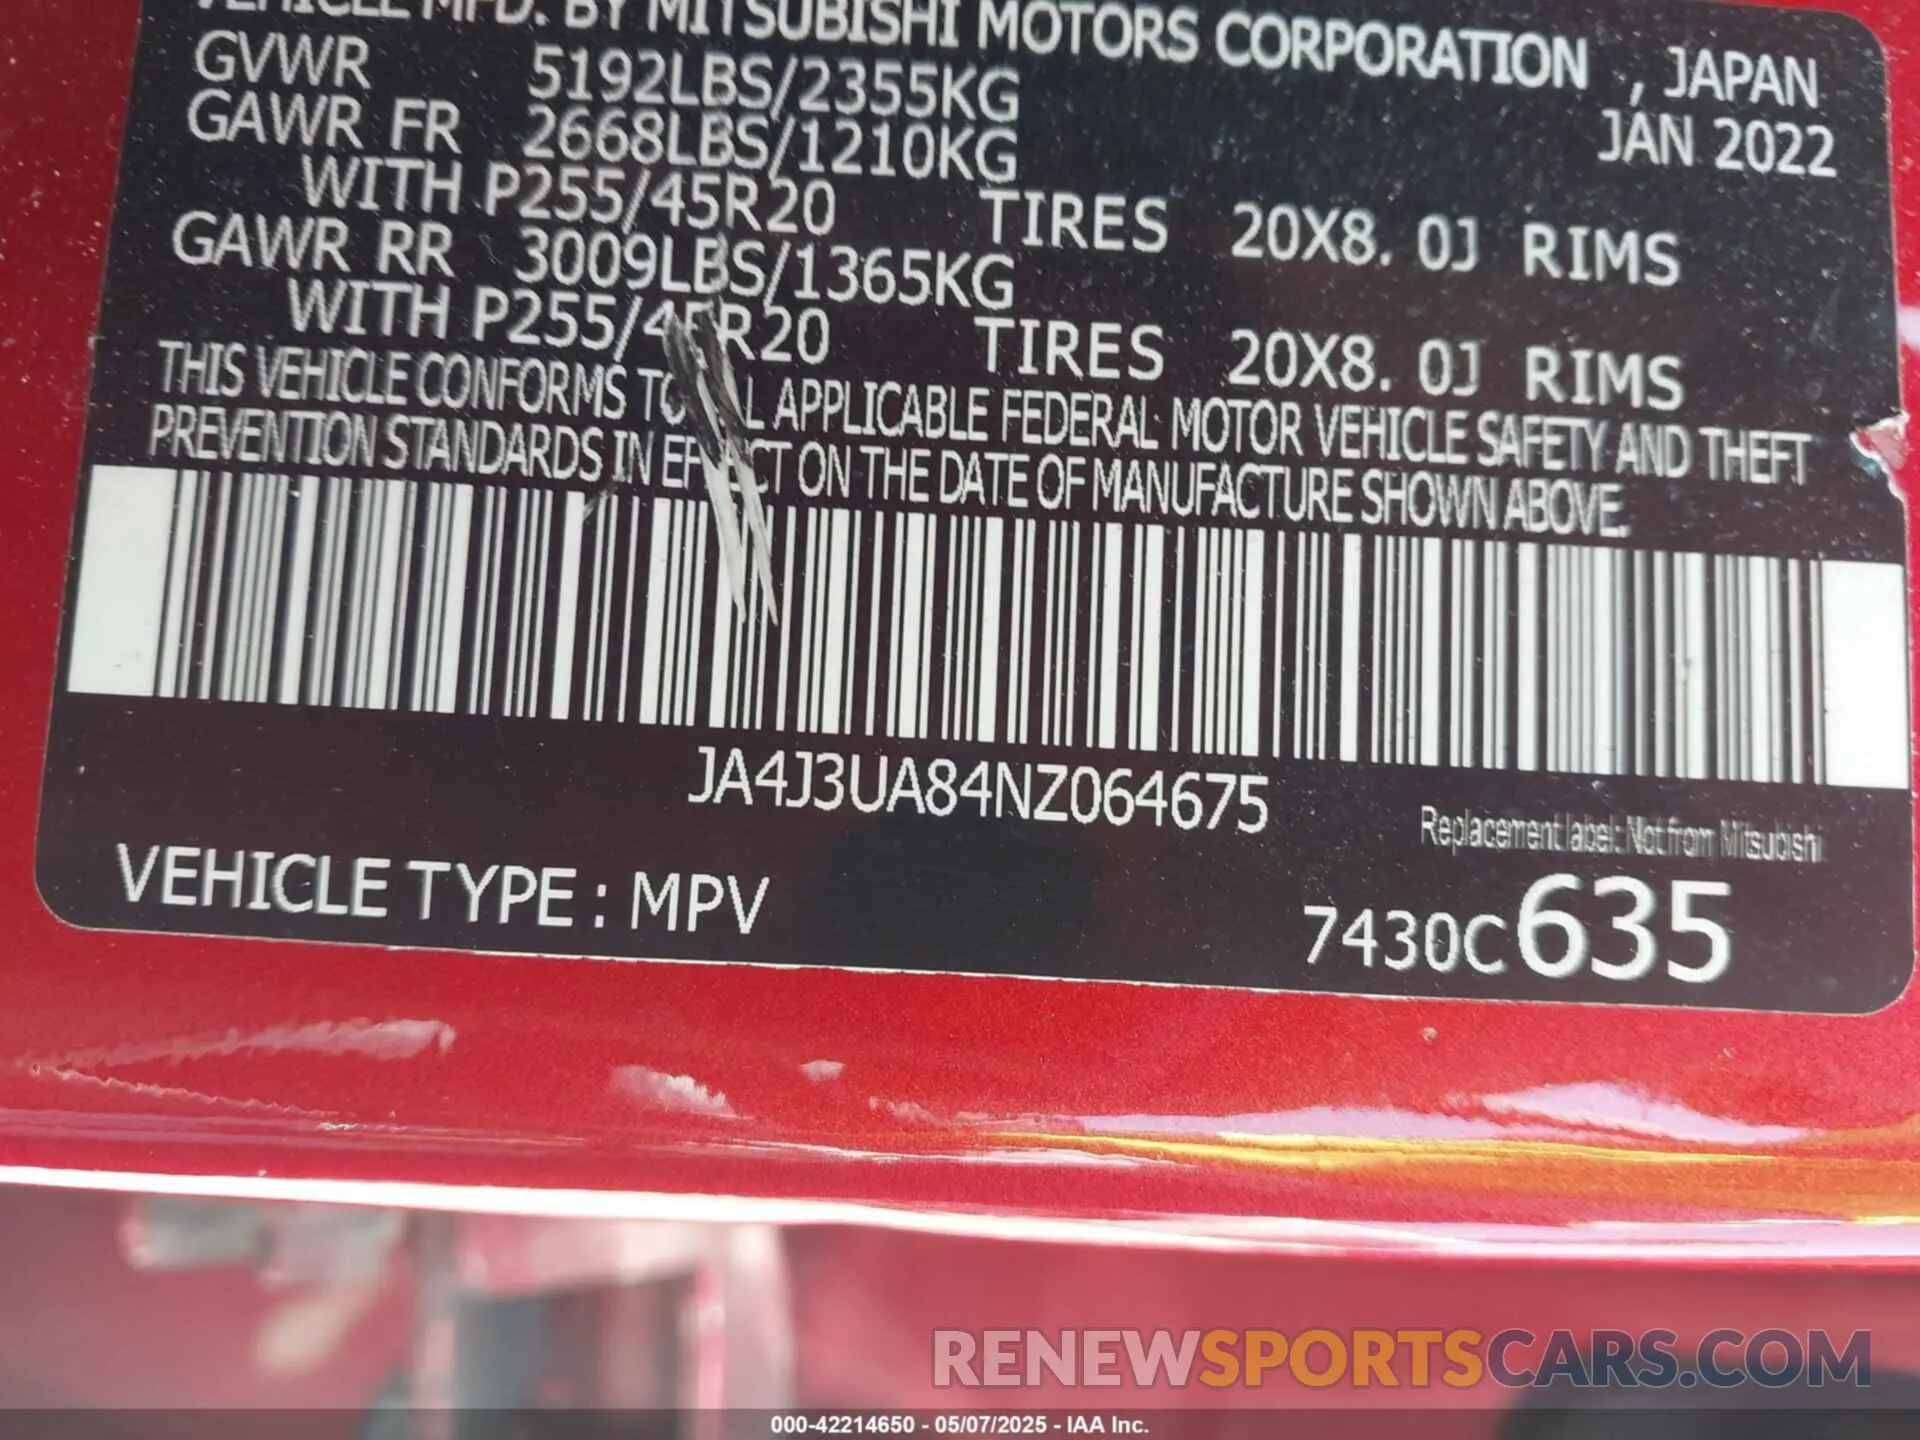 VEHICLE MFD. BY MITSUBISHI MOTORS CORPORATION , JAPAN
GVWR 5192LBS/2355KG JAN 2022
GAWR FR 2668LBS/1210KG
WITH P255/45R20 TIRES 20X8. 0J RIMS
GAWR RR 3009LBS/1365KG
WITH P255/45R20 TIRES 20X8. 0J RIMS
THIS VEHICLE CONFORMS TO ALL APPLICABLE FEDERAL MOTOR VEHICLE SAFETY AND THEFT
PREVENTION STANDARDS IN EFFECT ON THE DATE OF MANUFACTURE SHOWN ABOVE.
JA4J3UA84NZ064675
Replacement label: Not from Mitsubishi
VEHICLE TYPE : MPV
7430C635
RENEWSPORTSCARS.COM
000-42214650 - 05/07/2025 - IAA Inc.